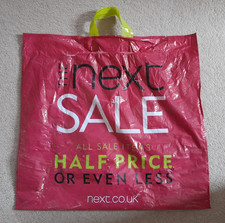 the next
SALE
ALL SALE ITEMS
HALF PRICE
OR EVEN LESS
next.co.uk